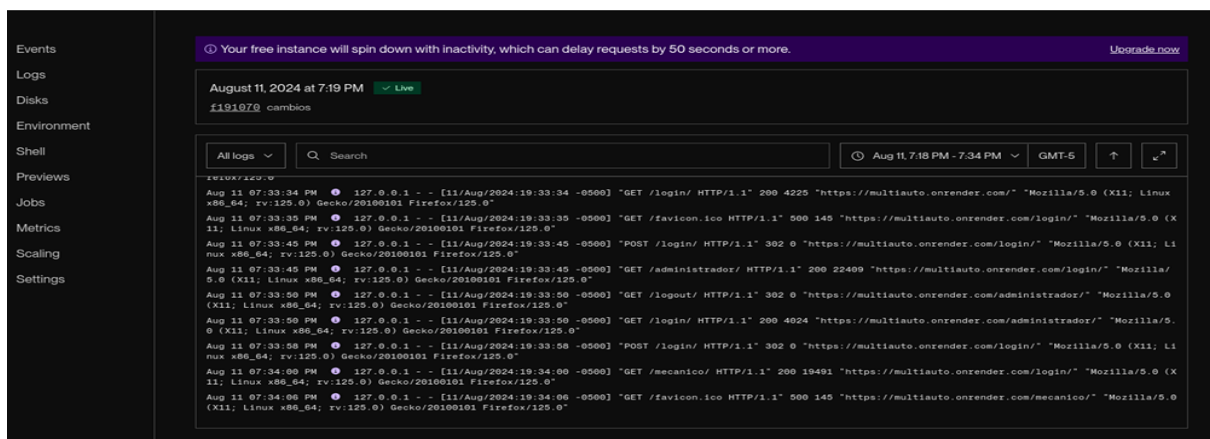 Events
Logs
Disks
Environment
Shell
Previews
Jobs
Metrics
Scaling
Settings
Your free instance will spin down with inactivity, which can delay requests by 50 seconds or more.
Upgrade now
August 11, 2024 at 7:19 PM
Live
f191070 cambios
All logs
Search
Aug 11, 7:18 PM - 7:34 PM
GMT-5
refox/125.0"
Aug 11 07:33:34 PM 127.0.0.1 - - [11/Aug/2024:19:33:34 -0500] "GET /login/ HTTP/1.1" 200 4225 "https://multiauto.onrender.com/" "Mozilla/5.0 (X11; Linux
x86_64; rv:125.0) Gecko/20100101 Firefox/125.0"
Aug 11 07:33:35 PM 127.0.0.1 - - [11/Aug/2024:19:33:35 -0500] "GET /favicon.ico HTTP/1.1" 500 145 "https://multiauto.onrender.com/login/" "Mozilla/5.0 (X
11; Linux x86_64; rv:125.0) Gecko/20100101 Firefox/125.0"
Aug 11 07:33:45 PM 127.0.0.1 - - [11/Aug/2024:19:33:45 -0500] "POST /login/ HTTP/1.1" 302 0 "https://multiauto.onrender.com/login/" "Mozilla/5.0 (X11; Li
nux x86_64; rv:125.0) Gecko/20100101 Firefox/125.0"
Aug 11 07:33:45 PM 127.0.0.1 - - [11/Aug/2024:19:33:45 -0500] "GET /administrador/ HTTP/1.1" 200 22409 "https://multiauto.onrender.com/login/" "Mozilla/
5.0 (X11; Linux x86_64; rv:125.0) Gecko/20100101 Firefox/125.0"
Aug 11 07:33:50 PM 127.0.0.1 - - [11/Aug/2024:19:33:50 -0500] "GET /logout/ HTTP/1.1" 302 0 "https://multiauto.onrender.com/administrador/" "Mozilla/5.0
(X11; Linux x86_64; rv:125.0) Gecko/20100101 Firefox/125.0"
Aug 11 07:33:50 PM 127.0.0.1 - - [11/Aug/2024:19:33:50 -0500] "GET /login/ HTTP/1.1" 200 4024 "https://multiauto.onrender.com/administrador/" "Mozilla/5.
0 (X11; Linux x86_64; rv:125.0) Gecko/20100101 Firefox/125.0"
Aug 11 07:33:58 PM 127.0.0.1 - - [11/Aug/2024:19:33:58 -0500] "POST /login/ HTTP/1.1" 302 0 "https://multiauto.onrender.com/login/" "Mozilla/5.0 (X11; Li
nux x86_64; rv:125.0) Gecko/20100101 Firefox/125.0"
Aug 11 07:34:00 PM 127.0.0.1 - - [11/Aug/2024:19:34:00 -0500] "GET /mecanico/ HTTP/1.1" 200 19491 "https://multiauto.onrender.com/login/" "Mozilla/5.0 (X
11; Linux x86_64; rv:125.0) Gecko/20100101 Firefox/125.0"
Aug 11 07:34:06 PM 127.0.0.1 - - [11/Aug/2024:19:34:06 -0500] "GET /favicon.ico HTTP/1.1" 500 145 "https://multiauto.onrender.com/mecanico/" "Mozilla/5.0
(X11; Linux x86_64; rv:125.0) Gecko/20100101 Firefox/125.0"